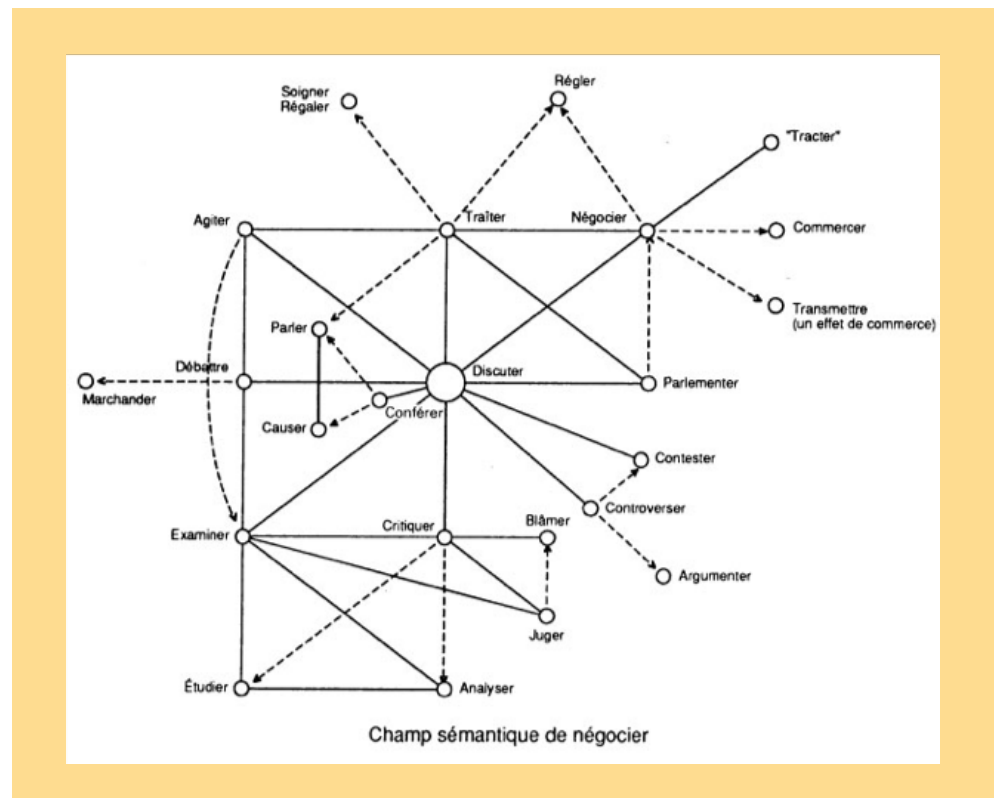 Régler
Soigner
Régaler
"Tracter"
Agiter
Traîter
Négocier
Commercer
Transmettre
(un effet de commerce)
Parler
Débattre
Discuter
Parlementer
Marchander
Conférer
Causer
Contester
Controverser
Blâmer
Critiquer
Examiner
Argumenter
Juger
Étudier
Analyser
Champ sémantique de négocier